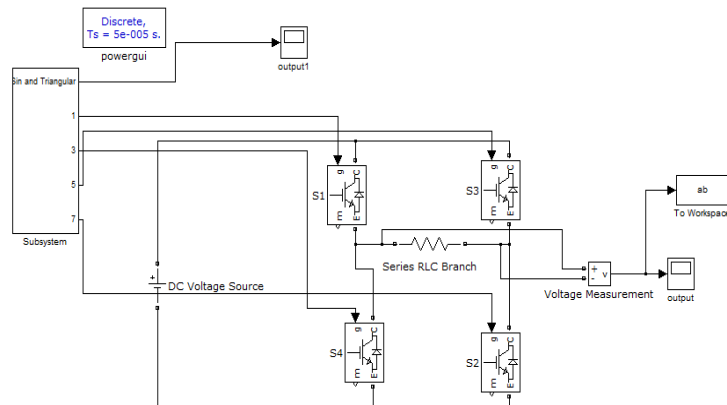 Discrete,
Ts = 5e-005 s.
powergui
output1
Sin and Triangular
1
3
5
7
Subsystem
g C
S1
m E
g C
S3
m E
ab
To Workspace
Series RLC Branch
+
-
v
Voltage Measurement
output
+
DC Voltage Source
g C
S4
m E
g C
S2
m E